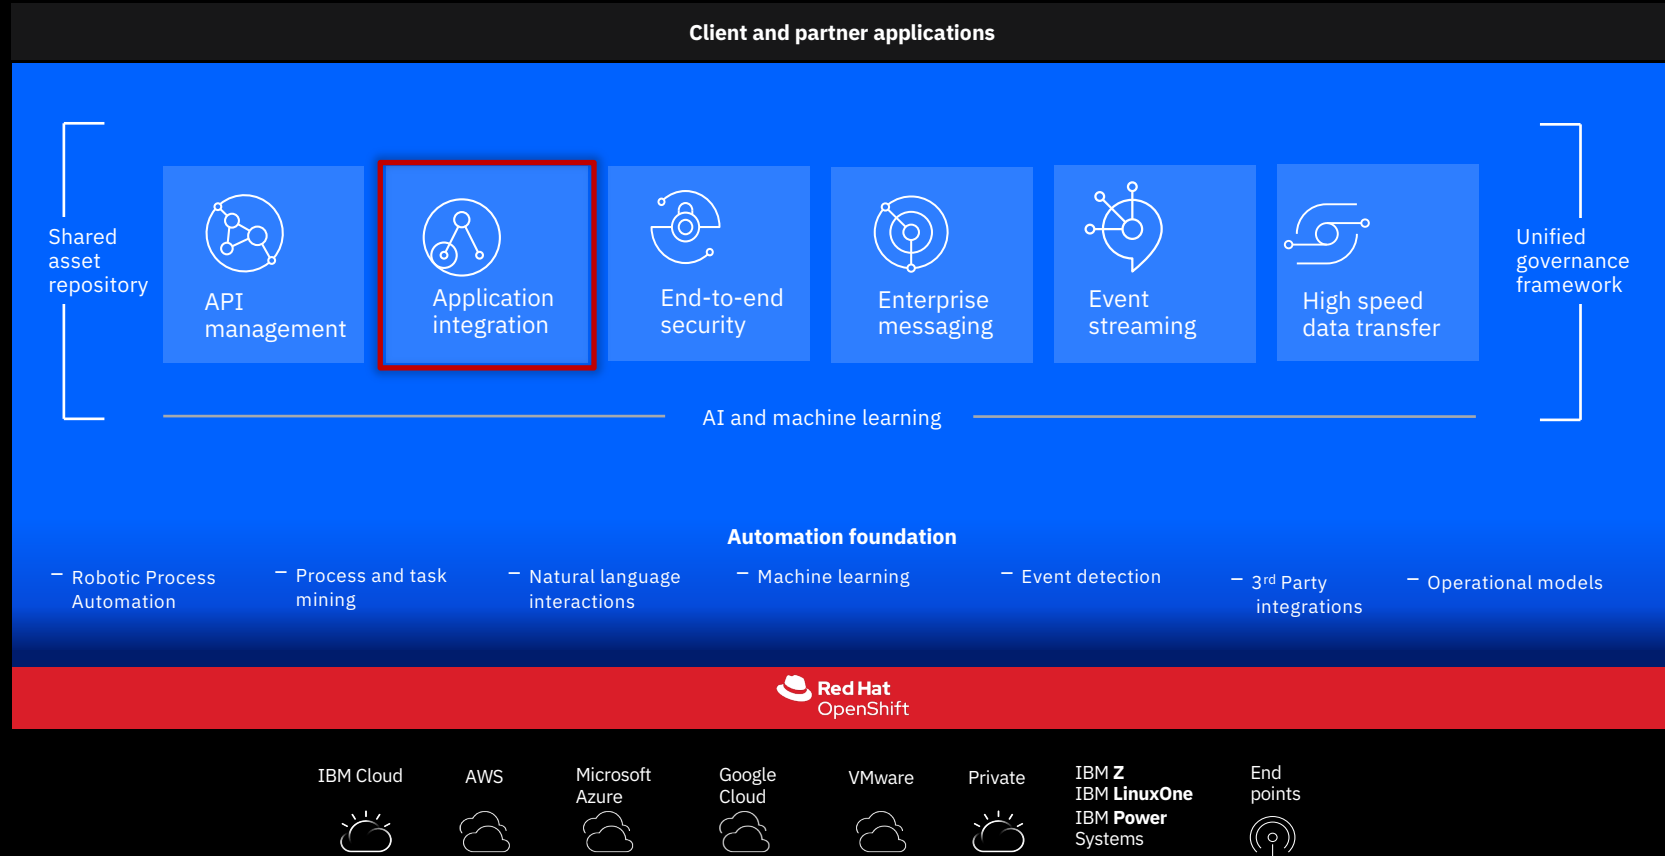 Client and partner applications
Shared
asset
repository
API
management
Application
integration
End-to-end
security
Enterprise
messaging
Event
streaming
High speed
data transfer
Unified
governance
framework
AI and machine learning
Automation foundation
– Robotic Process
Automation
– Process and task
mining
– Natural language
interactions
– Machine learning
– Event detection
– 3rd Party
integrations
– Operational models
Red Hat
OpenShift
IBM Cloud
AWS
Microsoft
Azure
Google
Cloud
VMware
Private
IBM Z
IBM LinuxOne
IBM Power
Systems
End
points